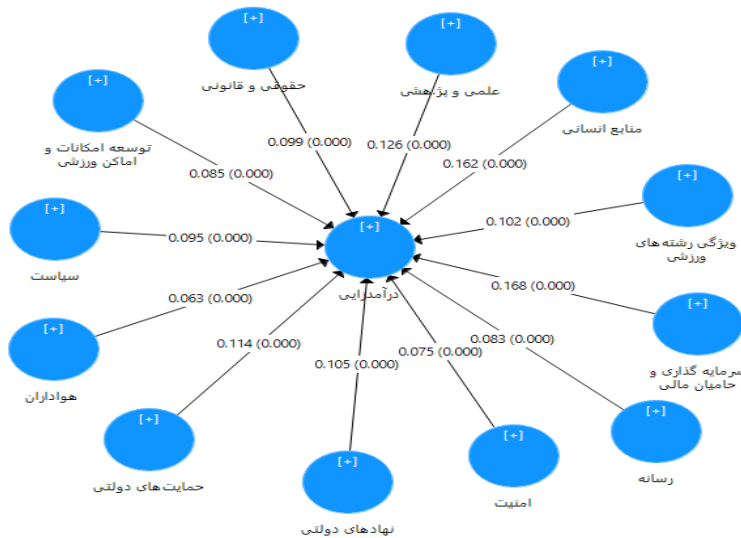 [+]
حقوقی و قانونی
[+]
علمی و پژوهشی
[+]
منابع انسانی
[+]
توسعه امکانات و
اماکن ورزشی
0.099 (0.000)
0.126 (0.000)
0.162 (0.000)
0.085 (0.000)
[+]
ویژگی رشته‌های
ورزشی
0.102 (0.000)
[+]
سیاست
0.095 (0.000)
[+]
درآمدزایی
0.168 (0.000)
[+]
سرمایه گذاری و
حامیان مالی
0.063 (0.000)
[+]
هواداران
0.114 (0.000)
0.105 (0.000)
0.075 (0.000)
0.083 (0.000)
[+]
حمایت‌های دولتی
[+]
نهادهای دولتی
[+]
امنیت
[+]
رسانه